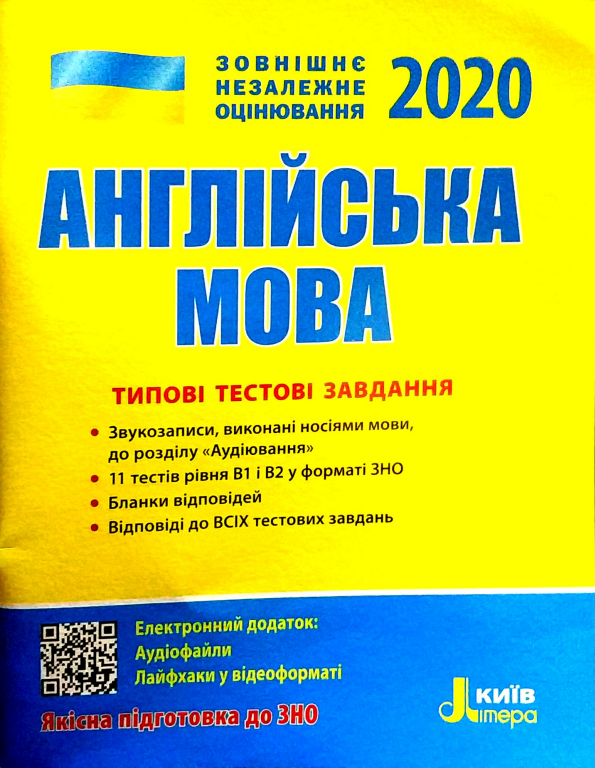 ЗОВНІШНЄ
НЕЗАЛЕЖНЕ
ОЦІНЮВАННЯ
2020
АНГЛІЙСЬКА
МОВА
ТИПОВІ ТЕСТОВІ ЗАВДАННЯ
• Звукозаписи, виконані носіями мови,
до розділу «Аудіювання»
• 11 тестів рівня В1 і В2 у форматі ЗНО
• Бланки відповідей
• Відповіді до ВСІХ тестових завдань
Електронний додаток:
Аудіофайли
Лайфхаки у відеоформаті
Якісна підготовка до ЗНО
КИЇВ
Літера